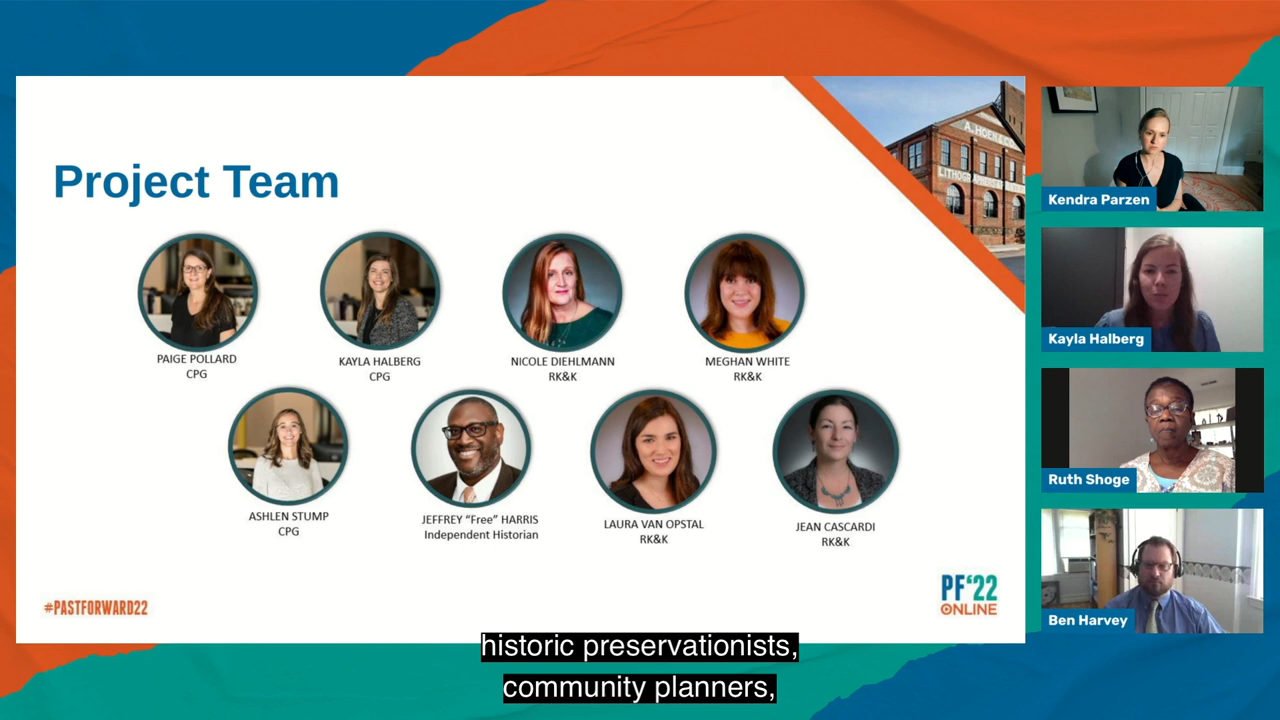 Project Team
A. HOEN & CO.
PAIGE POLLARD
CPG
KAYLA HALBERG
CPG
NICOLE DIEHLMANN
RK&K
MEGHAN WHITE
RK&K
ASHLEN STUMP
CPG
JEFFREY "Free" HARRIS
Independent Historian
LAURA VAN OPSTAL
RK&K
JEAN CASCARDI
RK&K
#PASTFORWARD22
PF'22
ONLINE
Kendra Parzen
Kayla Halberg
Ruth Shoge
Ben Harvey
historic preservationists,
community planners,